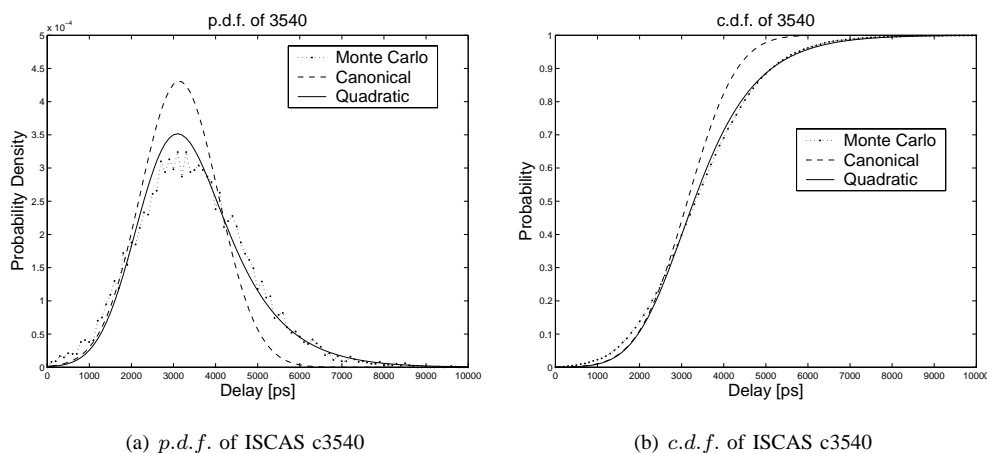 p.d.f. of 3540
x 10⁻⁴
5
4.5
4
3.5
3
2.5
2
1.5
1
0.5
0
Probability Density
Monte Carlo
Canonical
Quadratic
0 1000 2000 3000 4000 5000 6000 7000 8000 9000 10000
Delay [ps]
(a) p.d.f. of ISCAS c3540
c.d.f. of 3540
1
0.9
0.8
0.7
0.6
0.5
0.4
0.3
0.2
0.1
0
Probability
Monte Carlo
Canonical
Quadratic
0 1000 2000 3000 4000 5000 6000 7000 8000 9000 10000
Delay [ps]
(b) c.d.f. of ISCAS c3540